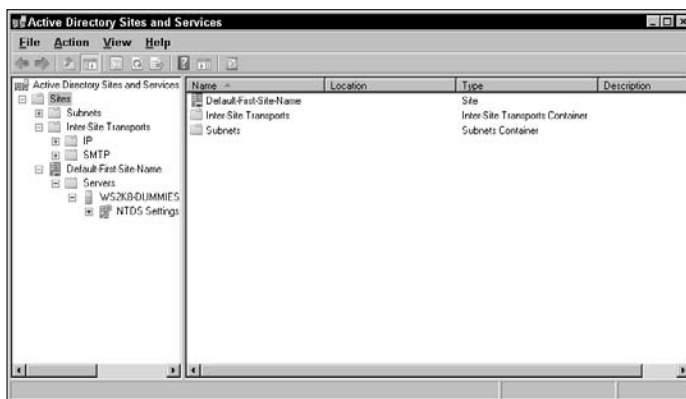 Active Directory Sites and Services
File Action View Help
Active Directory Sites and Services
Sites
Subnets
Inter-Site Transports
IP
SMTP
Default-First-Site-Name
Servers
WS2K8-DUMMIES
NTDS Settings
Name Location Type Description
Default-First-Site-Name Site
Inter-Site Transports Inter-Site Transports Container
Subnets Subnets Container